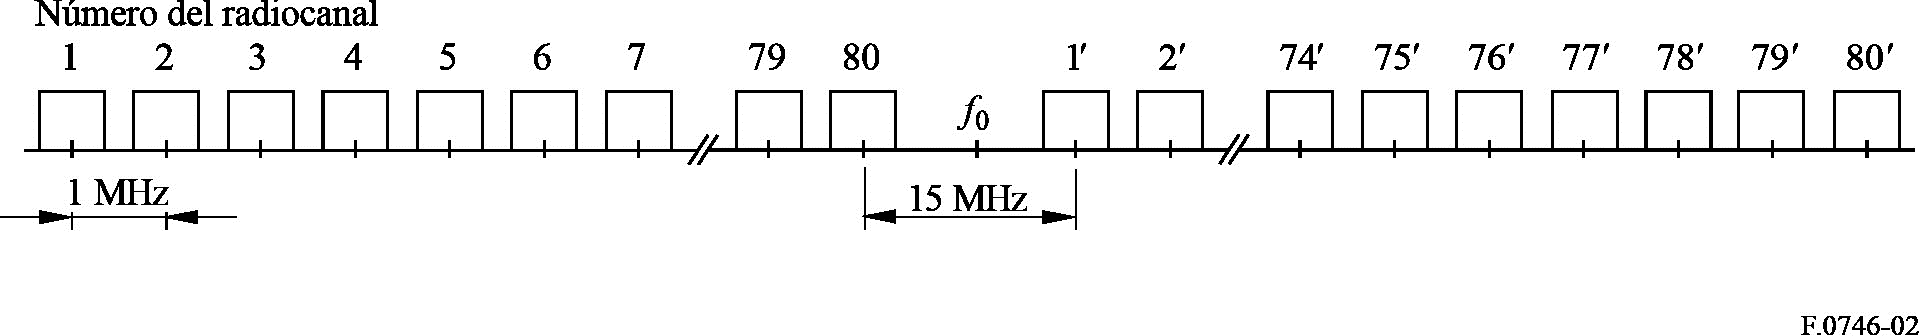 Número del radiocanal
1 2 3 4 5 6 7 79 80 1′ 2′ 74′ 75′ 76′ 77′ 78′ 79′ 80′
f0
1 MHz 15 MHz
F.0746-02